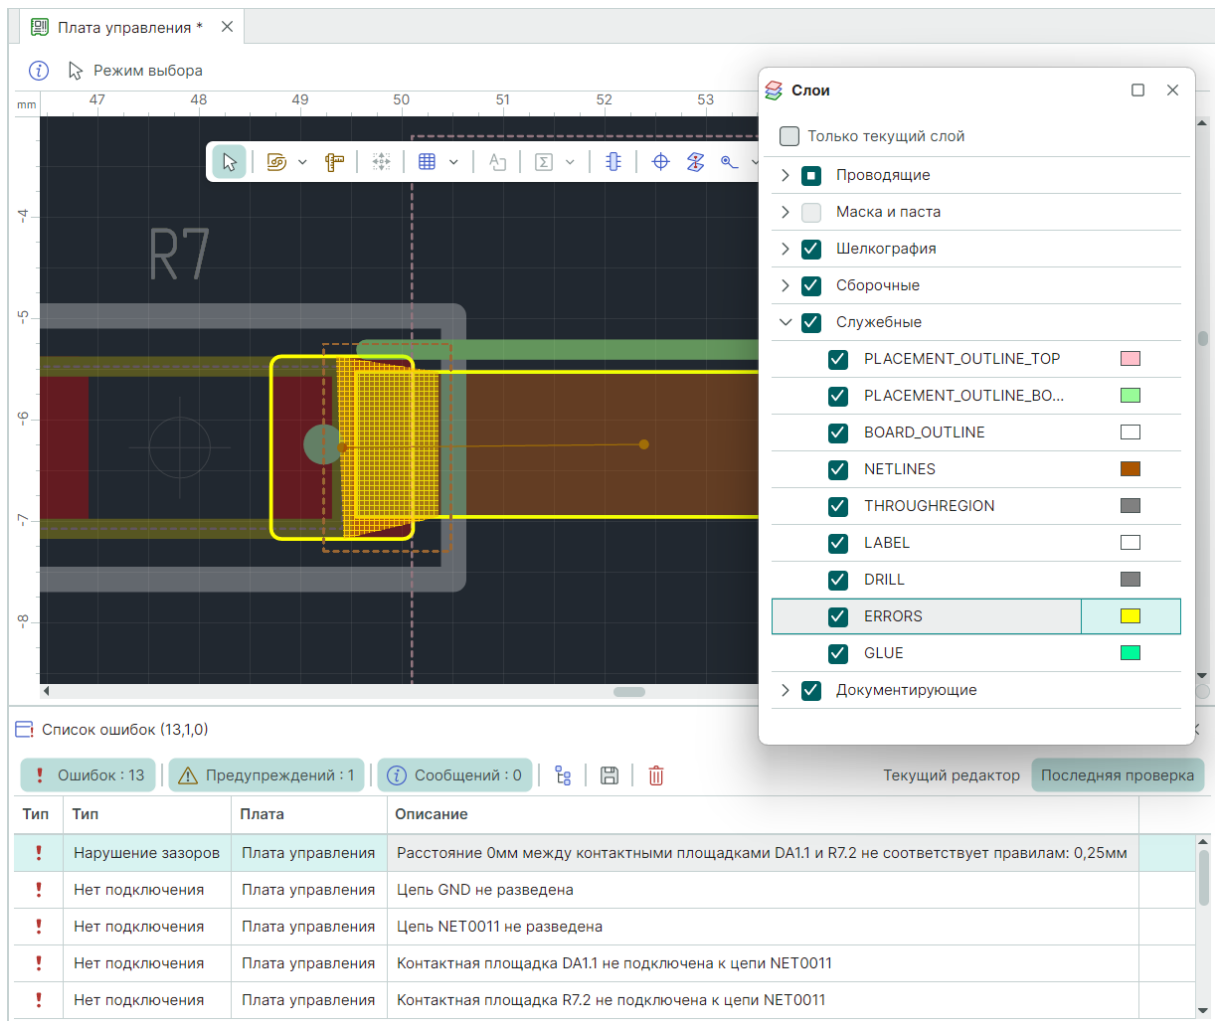 Плата управления *
Режим выбора
mm
47 48 49 50 51 52 53
-4
-5
-6
-7
-8
R7
Слои
Только текущий слой
Проводящие
Маска и паста
Шелкография
Сборочные
Служебные
PLACEMENT_OUTLINE_TOP
PLACEMENT_OUTLINE_BO...
BOARD_OUTLINE
NETLINES
THROUGHREGION
LABEL
DRILL
ERRORS
GLUE
Документирующие
Список ошибок (13,1,0)
Ошибок : 13 Предупреждений : 1 Сообщений : 0 Текущий редактор Последняя проверка
Тип Тип Плата Описание
Нарушение зазоров Плата управления Расстояние 0мм между контактными площадками DA1.1 и R7.2 не соответствует правилам: 0,25мм
Нет подключения Плата управления Цепь GND не разведена
Нет подключения Плата управления Цепь NET0011 не разведена
Нет подключения Плата управления Контактная площадка DA1.1 не подключена к цепи NET0011
Нет подключения Плата управления Контактная площадка R7.2 не подключена к цепи NET0011